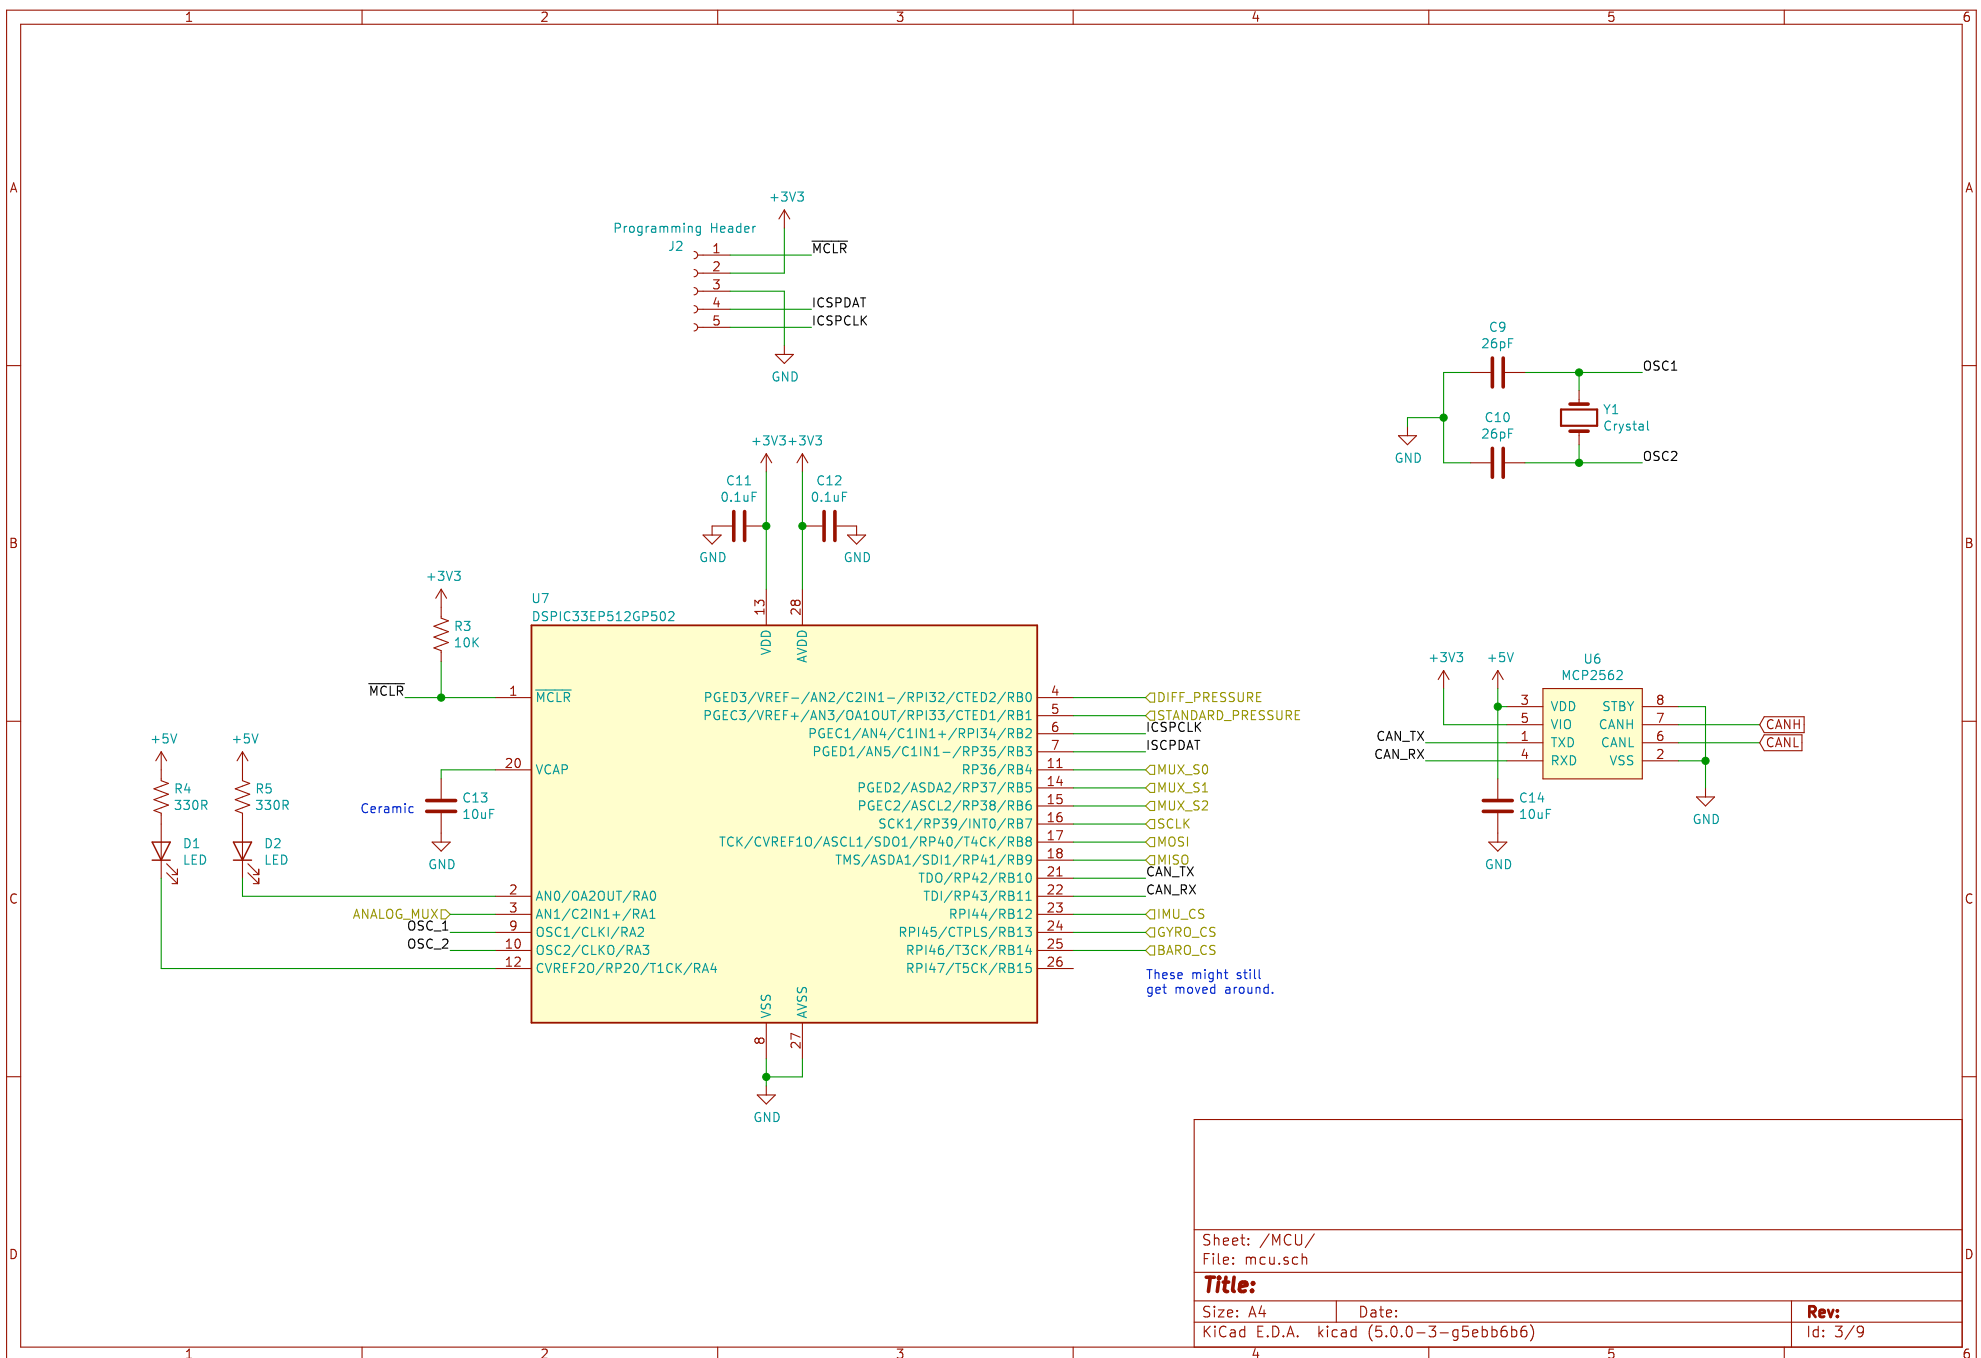 1 2 3 4 5 6
A A
+3V3
Programming Header
J2
1 MCLR
2
3
4 ICSPDAT
5 ICSPCLK
GND
C9
26pF
OSC1
C10
26pF
Y1
Crystal
GND
OSC2
+3V3 +3V3
C11
0.1uF
C12
0.1uF
GND GND
B B
+3V3
R3
10K
U7
DSPIC33EP512GP502
13 28
VDD AVDD
MCLR 1 MCLR
PGED3/VREF-/AN2/C2IN1-/RPI32/CTED2/RB0 4 DIFF_PRESSURE
PGEC3/VREF+/AN3/OA1OUT/RPI33/CTED1/RB1 5 STANDARD_PRESSURE
PGEC1/AN4/C1IN1+/RPI34/RB2 6 ICSPCLK
PGED1/AN5/C1IN1-/RP35/RB3 7 ISCPDAT
20 VCAP
RP36/RB4 11 MUX_S0
PGED2/ASDA2/RP37/RB5 14 MUX_S1
PGEC2/ASCL2/RP38/RB6 15 MUX_S2
SCK1/RP39/INT0/RB7 16 SCLK
TCK/CVREF1O/ASCL1/SDO1/RP40/T4CK/RB8 17 MOSI
TMS/ASDA1/SDI1/RP41/RB9 18 MISO
TDO/RP42/RB10 21 CAN_TX
TDI/RP43/RB11 22 CAN_RX
RPI44/RB12 23 IMU_CS
RPI45/CTPLS/RB13 24 GYRO_CS
RPI46/T3CK/RB14 25 BARO_CS
RPI47/T5CK/RB15 26
These might still
get moved around.
+5V +5V
R4
330R
R5
330R
Ceramic
C13
10uF
GND
D1
LED
D2
LED
2 AN0/OA2OUT/RA0
ANALOG_MUX 3 AN1/C2IN1+/RA1
OSC_1 9 OSC1/CLKI/RA2
OSC_2 10 OSC2/CLKO/RA3
12 CVREF2O/RP20/T1CK/RA4
VSS AVSS
8 27
GND
+3V3 +5V
U6
MCP2562
3 VDD STBY 8
5 VIO CANH 7 CANH
CAN_TX 1 TXD CANL 6 CANL
CAN_RX 4 RXD VSS 2
C14
10uF
GND
GND
C C
D D
Sheet: /MCU/
File: mcu.sch
Title:
Size: A4 Date: Rev:
KiCad E.D.A. kicad (5.0.0-3-g5ebb6b6) Id: 3/9
1 2 3 4 5 6